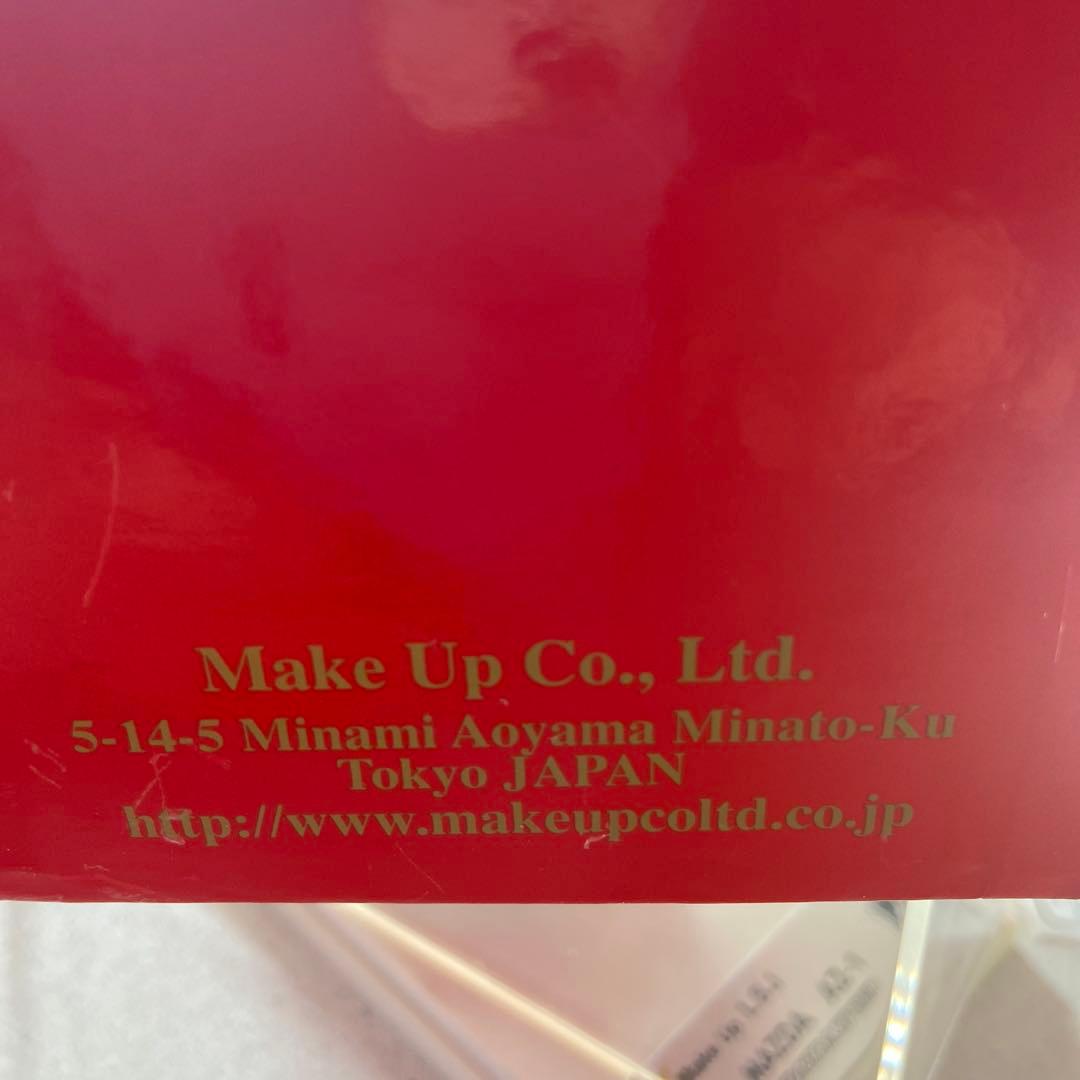 Make Up Co., Ltd.
5-14-5 Minami Aoyama Minato-Ku
Tokyo JAPAN
http://www.makeupcoltd.co.jp